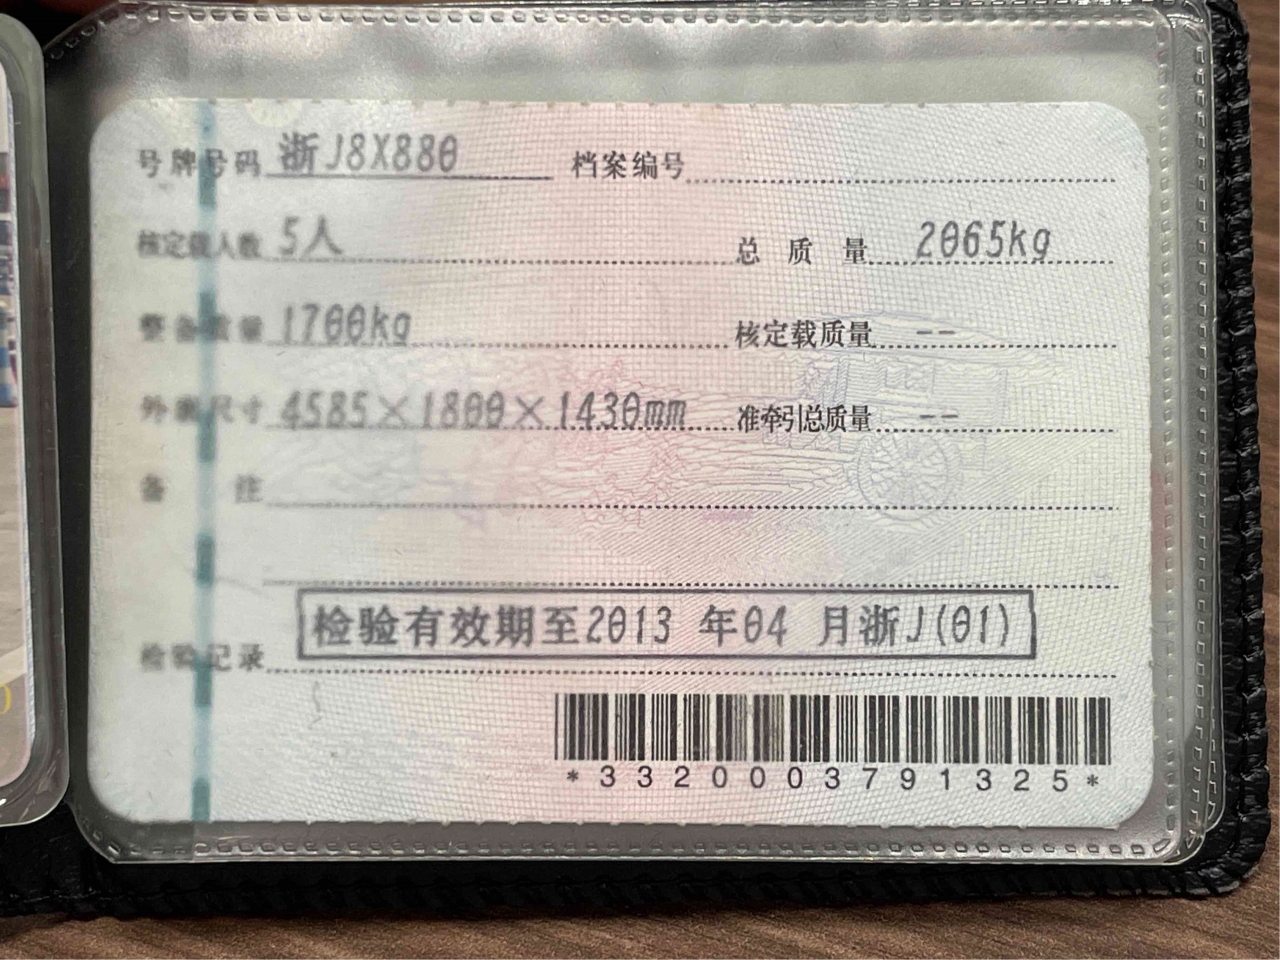 号牌号码 浙J8X880 档案编号
核定载人数 5人 总质量 2065kg
整备质量 1700kg 核定载质量 --
外廓尺寸 4585×1800×1430mm 准牵引总质量 --
备注
检验记录 检验有效期至2013 年04 月浙J(01)
*3320003791325*